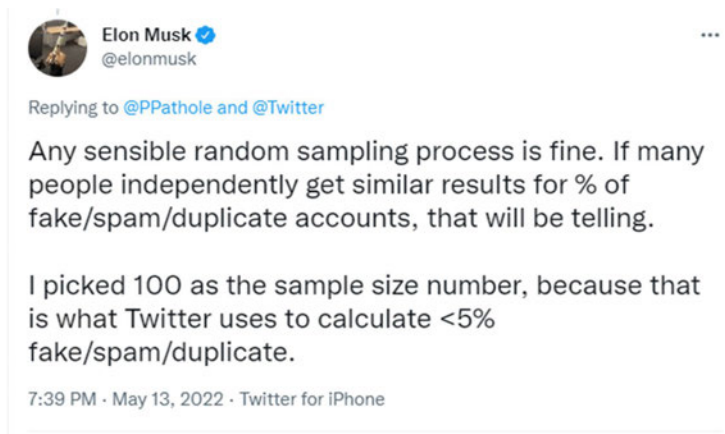 Elon Musk
@elonmusk
Replying to @PPathole and @Twitter
Any sensible random sampling process is fine. If many
people independently get similar results for % of
fake/spam/duplicate accounts, that will be telling.
I picked 100 as the sample size number, because that
is what Twitter uses to calculate <5%
fake/spam/duplicate.
7:39 PM · May 13, 2022 · Twitter for iPhone